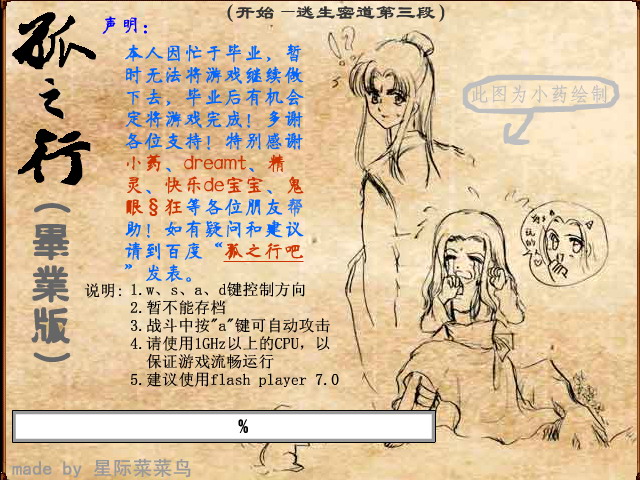 (开始 —逃生密道第三段)
孤之行
(畢業版)
声明：
本人因忙于毕业，暂
时无法将游戏继续做
下去，毕业后有机会
定将游戏完成！多谢
各位支持！特别感谢
小药、dreamt、精
灵、快乐de宝宝、鬼
眼§狂等各位朋友帮
助！如有疑问和建议
请到百度“孤之行吧
”发表。
此图为小药绘制
说明：1.w、s、a、d键控制方向
2.暂不能存档
3.战斗中按"a"键可自动攻击
4.请使用1GHz以上的CPU，以
保证游戏流畅运行
5.建议使用flash player 7.0
%
made by 星际菜菜鸟